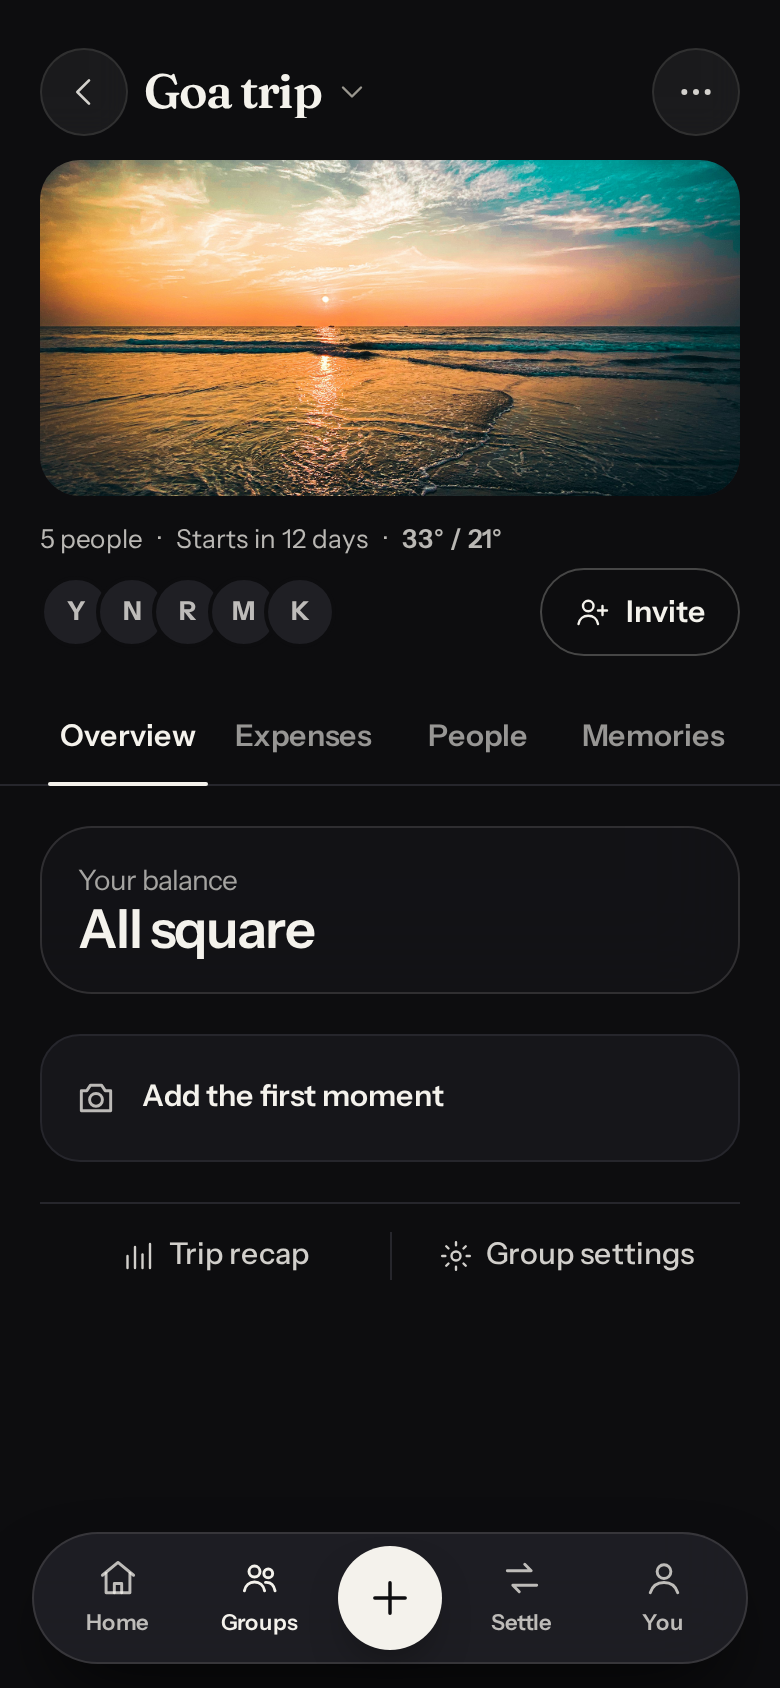 Goa trip
5 people · Starts in 12 days · 33° / 21°
Y N R M K
Invite
Overview Expenses People Memories
Your balance
All square
Add the first moment
Trip recap Group settings
Home Groups Settle You